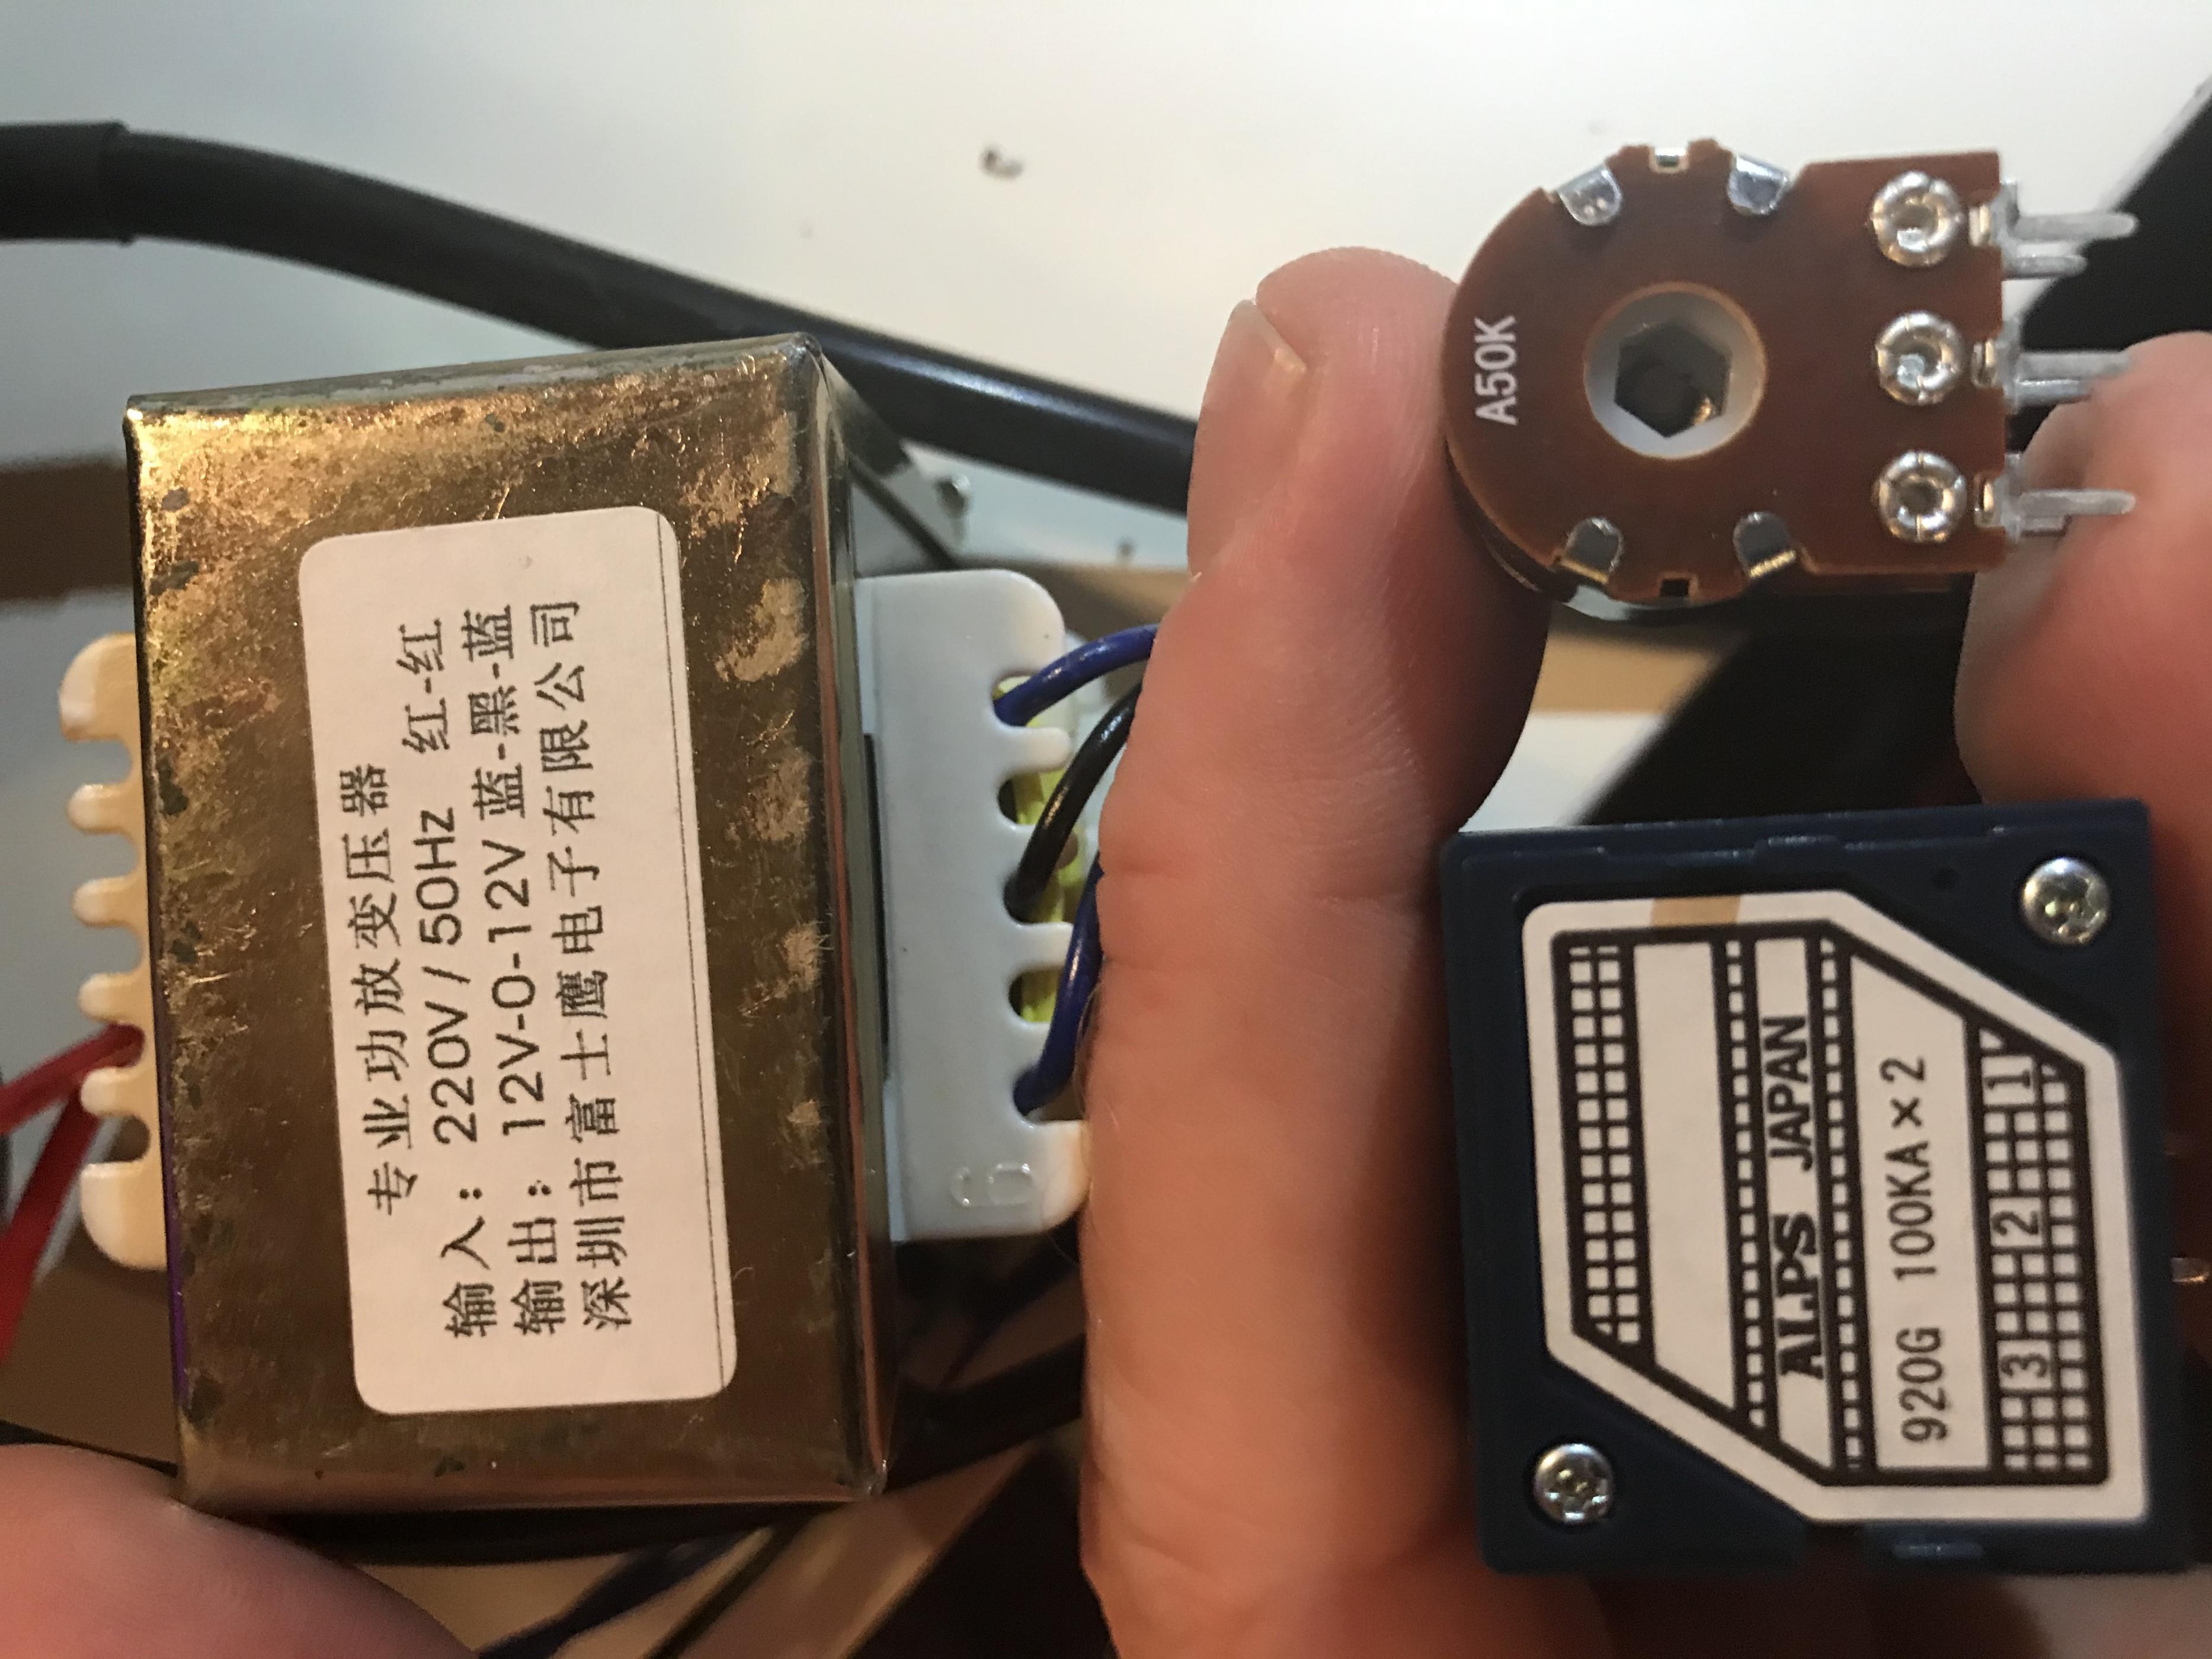 专业功放变压器
输入： 220V / 50Hz 红-红
输出： 12V-0-12V 蓝-黑-蓝
深圳市富士鹰电子有限公司
6
A50K
ALPS JAPAN
920G 100KA×2
3 2 1